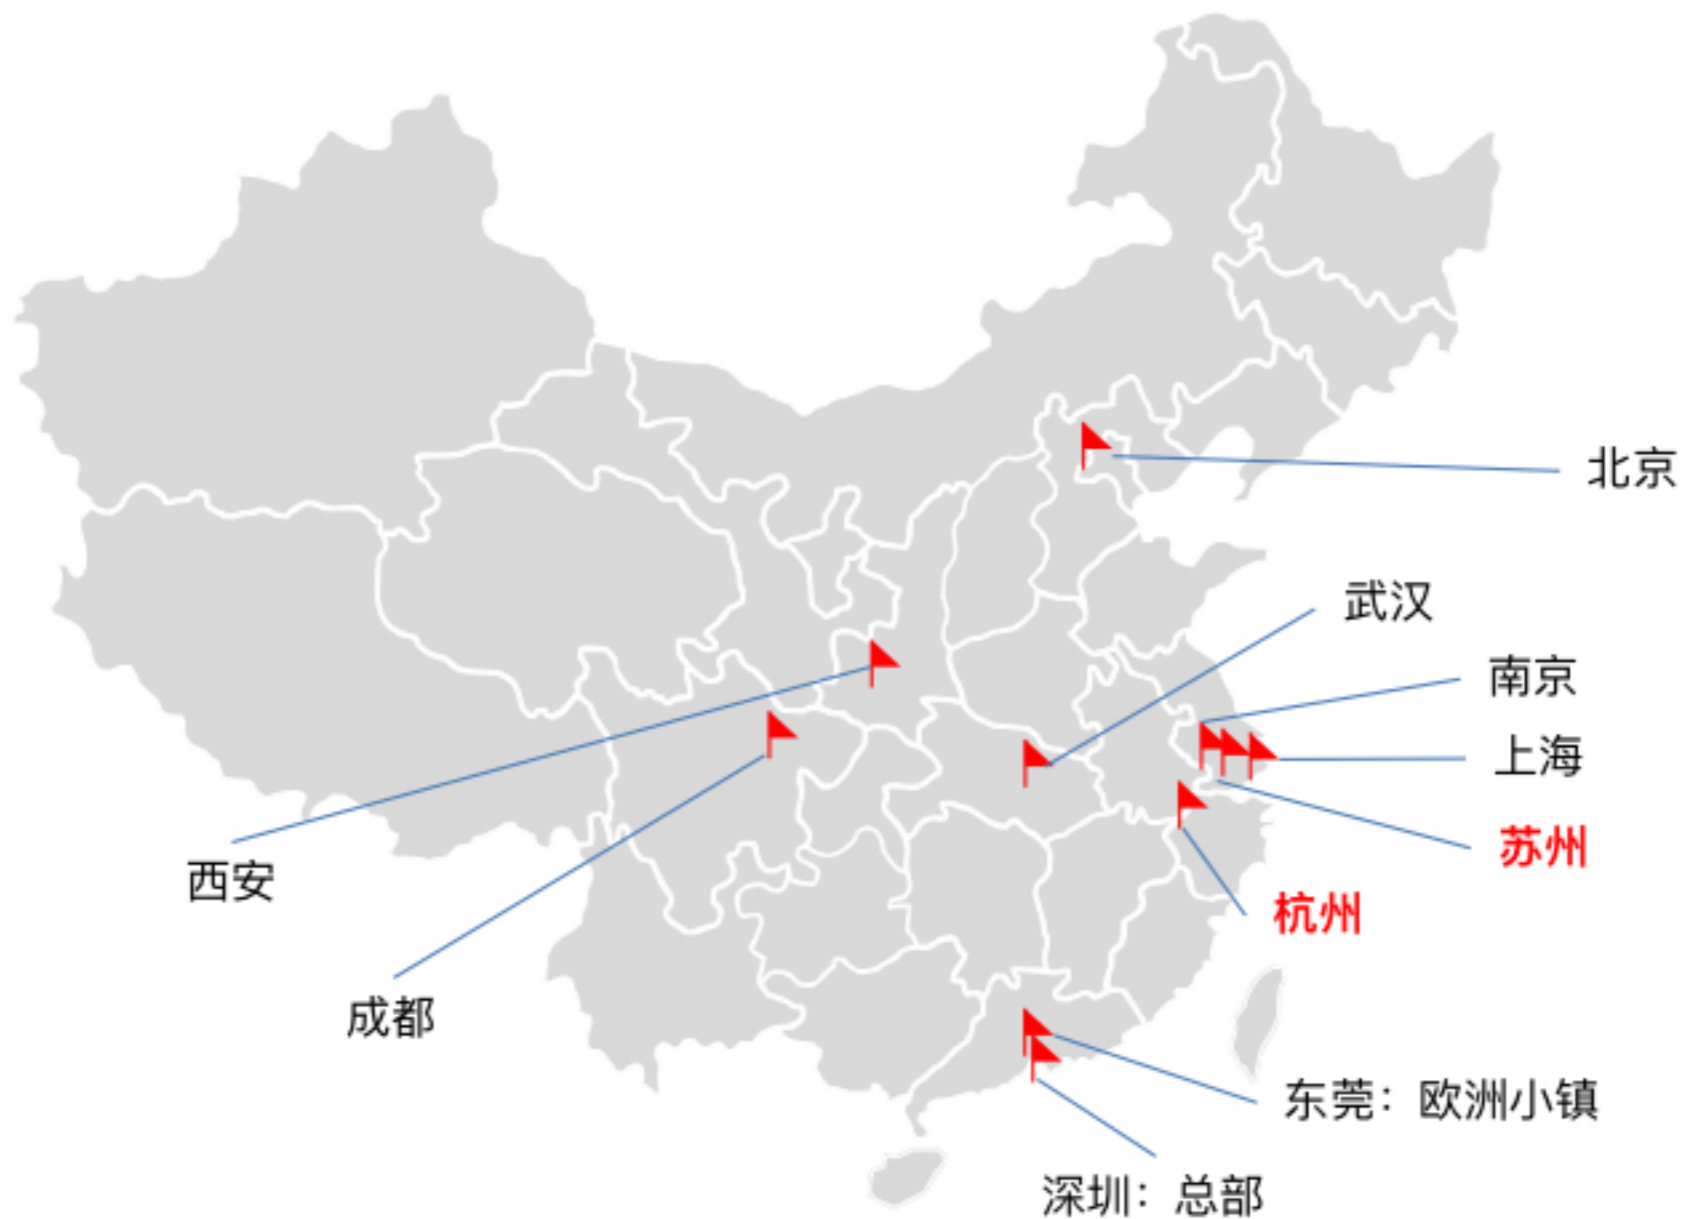 北京
武汉
南京
上海
苏州
杭州
西安
成都
东莞：欧洲小镇
深圳：总部